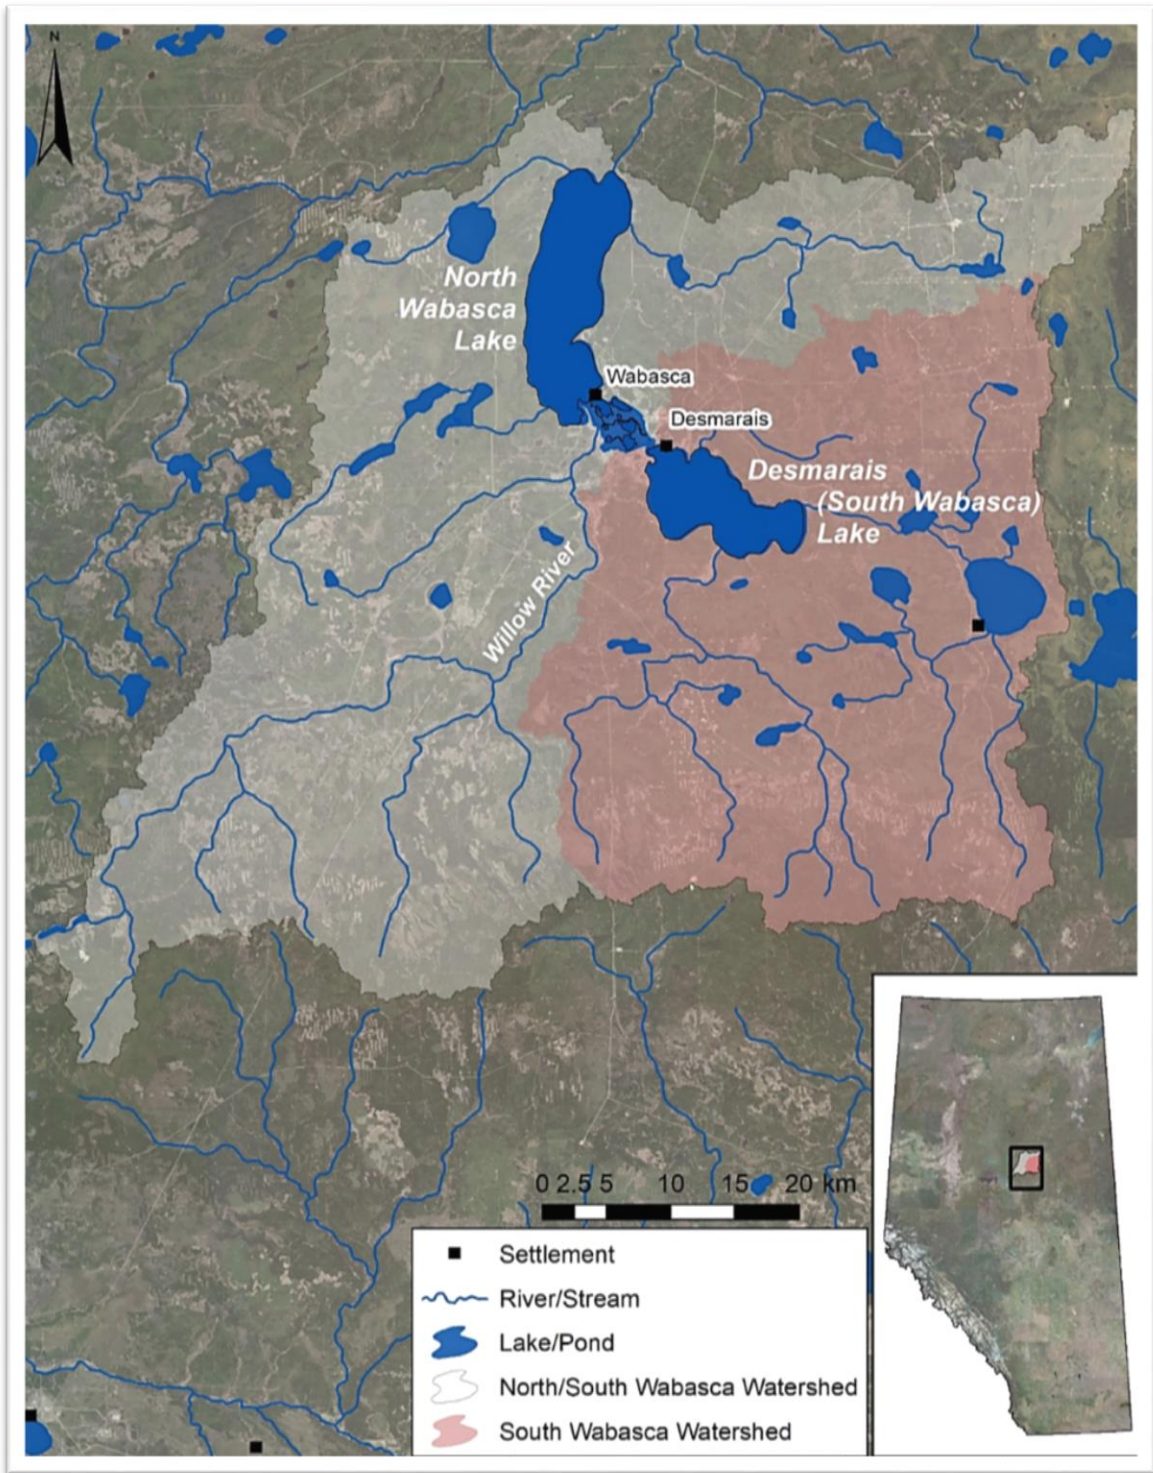 N
North
Wabasca
Lake
Wabasca
Desmarais
Desmarais
(South Wabasca)
Lake
Willow River
0 2.5 5 10 15 20 km
Settlement
River/Stream
Lake/Pond
North/South Wabasca Watershed
South Wabasca Watershed